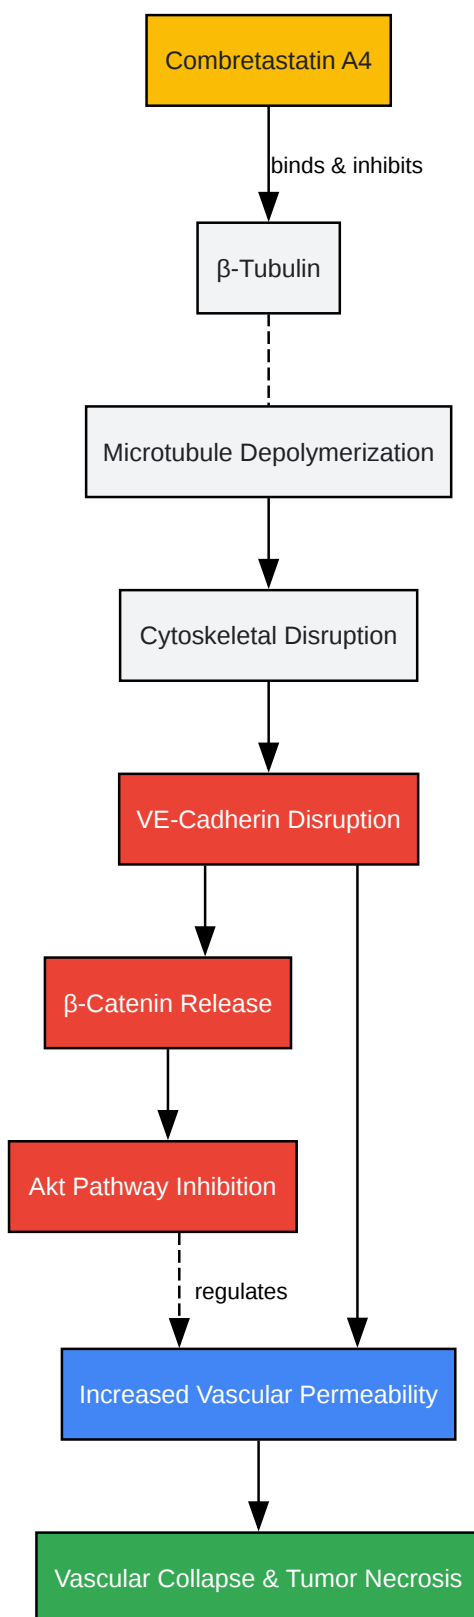 Combretastatin A4
binds & inhibits
β-Tubulin
Microtubule Depolymerization
Cytoskeletal Disruption
VE-Cadherin Disruption
β-Catenin Release
Akt Pathway Inhibition
regulates
Increased Vascular Permeability
Vascular Collapse & Tumor Necrosis